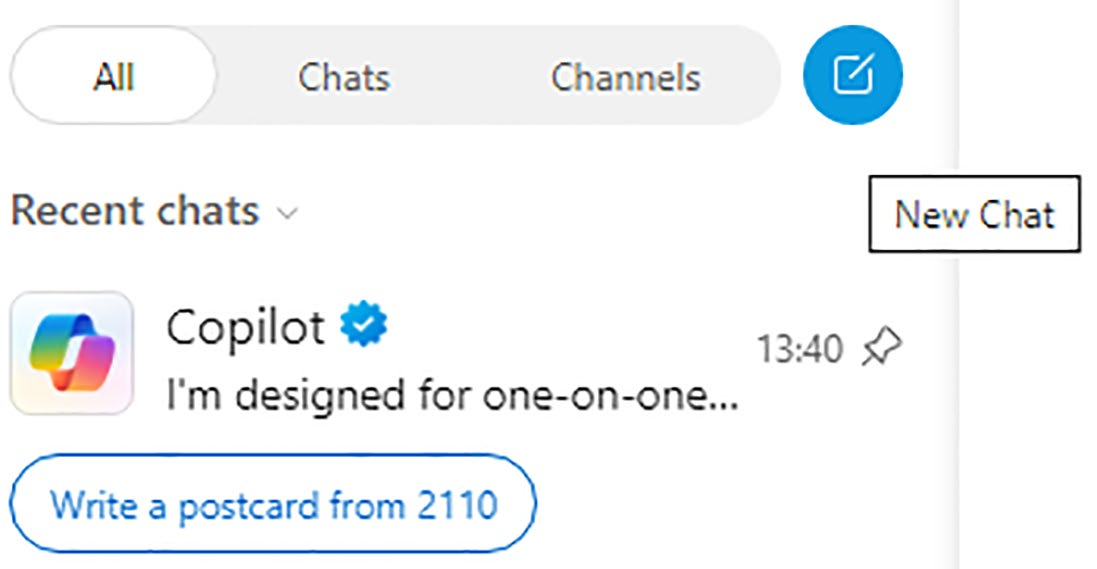 All Chats Channels
New Chat
Recent chats
Copilot
13:40
I'm designed for one-on-one...
Write a postcard from 2110